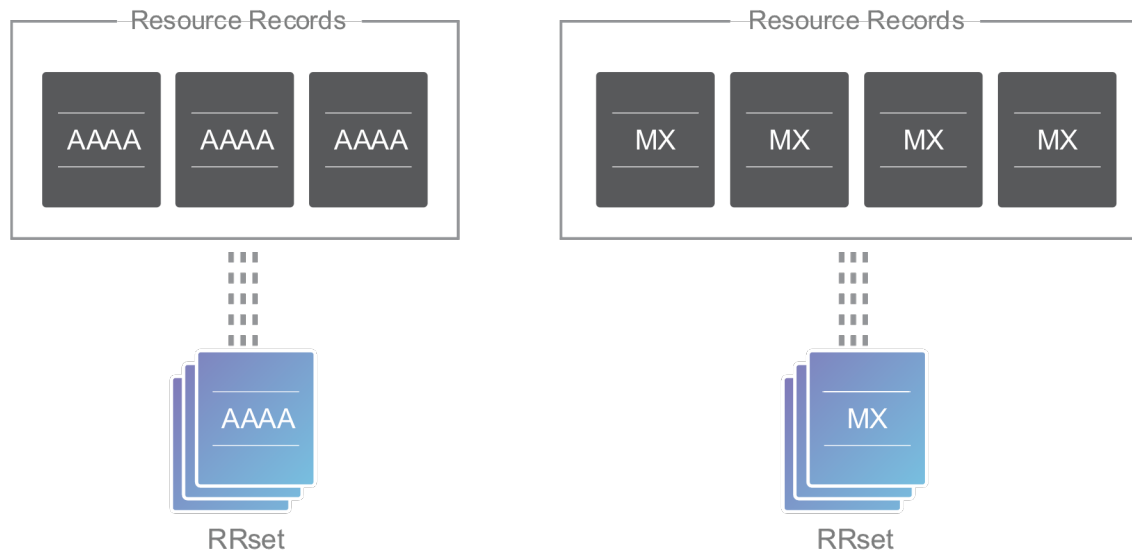 Resource Records
AAAA AAAA AAAA
AAAA
RRset
Resource Records
MX MX MX MX
MX
RRset